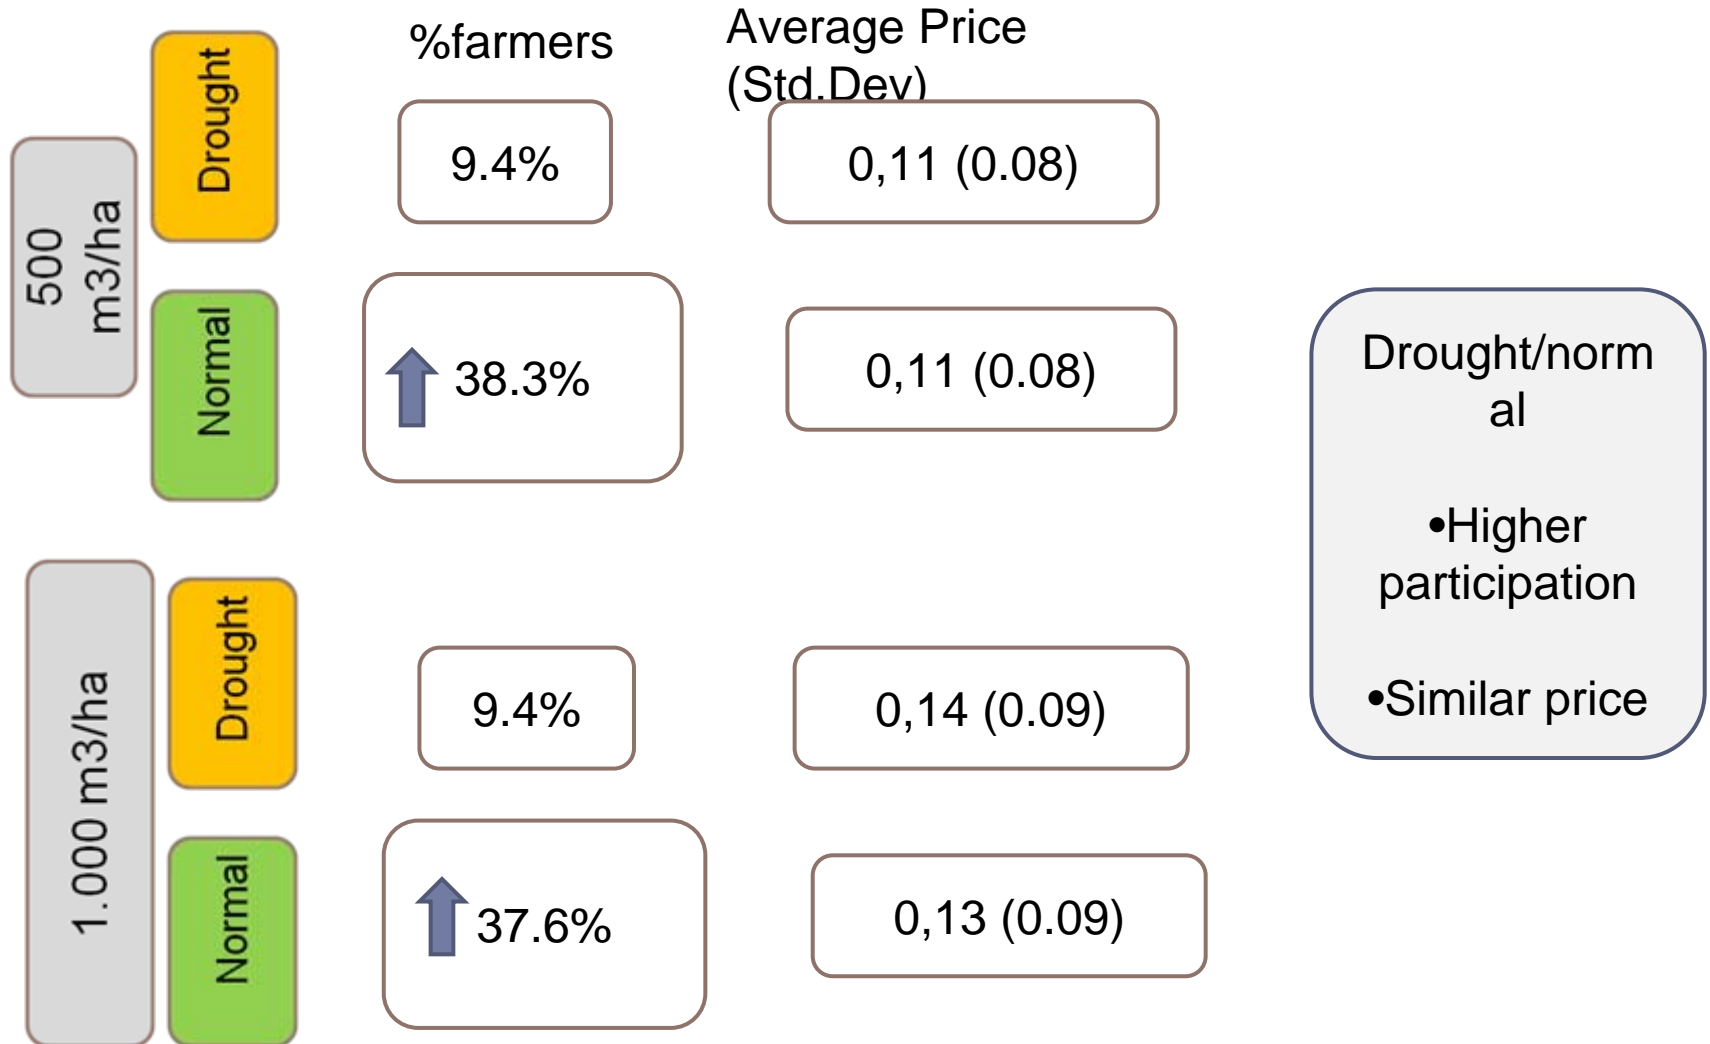 %farmers
Average Price
(Std.Dev)
500
m3/ha
Drought
9.4%
0,11 (0.08)
Normal
38.3%
0,11 (0.08)
1.000 m3/ha
Drought
9.4%
0,14 (0.09)
Normal
37.6%
0,13 (0.09)
Drought/norm
al
•Higher
participation
•Similar price